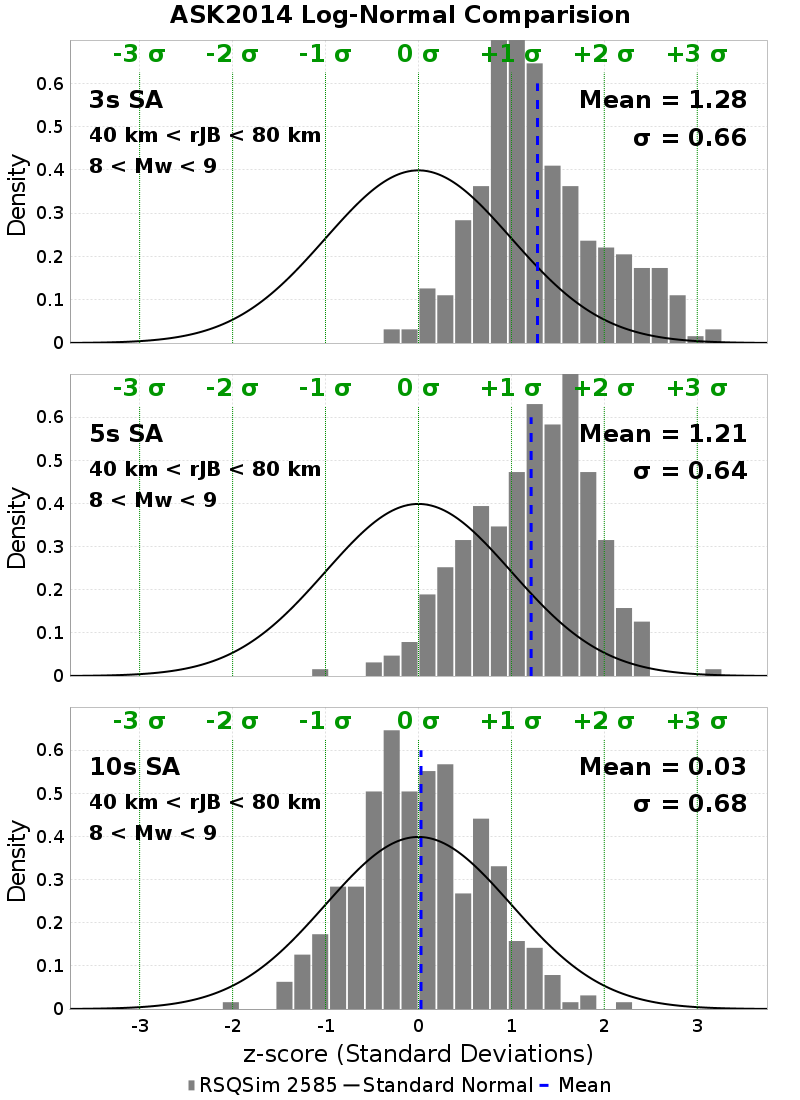 ASK2014 Log-Normal Comparision
-3 σ -2 σ -1 σ 0 σ +1 σ +2 σ +3 σ
0.6
3s SA
Mean = 1.28
0.5
40 km < rJB < 80 km
σ = 0.66
0.4
8 < Mw < 9
0.3
0.2
0.1
0
Density
-3 σ -2 σ -1 σ 0 σ +1 σ +2 σ +3 σ
0.6
5s SA
Mean = 1.21
0.5
40 km < rJB < 80 km
σ = 0.64
0.4
8 < Mw < 9
0.3
0.2
0.1
0
Density
-3 σ -2 σ -1 σ 0 σ +1 σ +2 σ +3 σ
0.6
10s SA
Mean = 0.03
0.5
40 km < rJB < 80 km
σ = 0.68
0.4
8 < Mw < 9
0.3
0.2
0.1
0
Density
-3 -2 -1 0 1 2 3
z-score (Standard Deviations)
RSQSim 2585 Standard Normal Mean